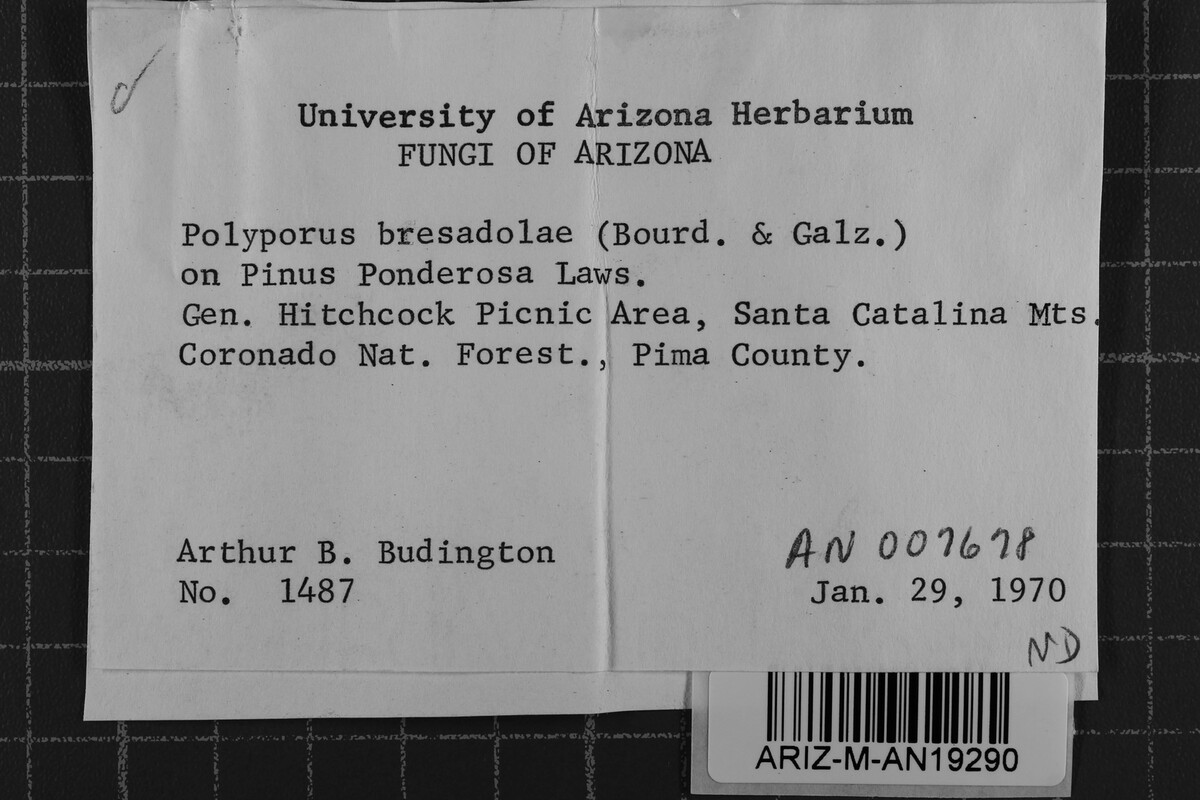 University of Arizona Herbarium
FUNGI OF ARIZONA
Polyporus bresadolae (Bourd. & Galz.)
on Pinus Ponderosa Laws.
Gen. Hitchcock Picnic Area, Santa Catalina Mts.
Coronado Nat. Forest., Pima County.
Arthur B. Budington
No. 1487
AN 007678
Jan. 29, 1970
ND
ARIZ-M-AN19290